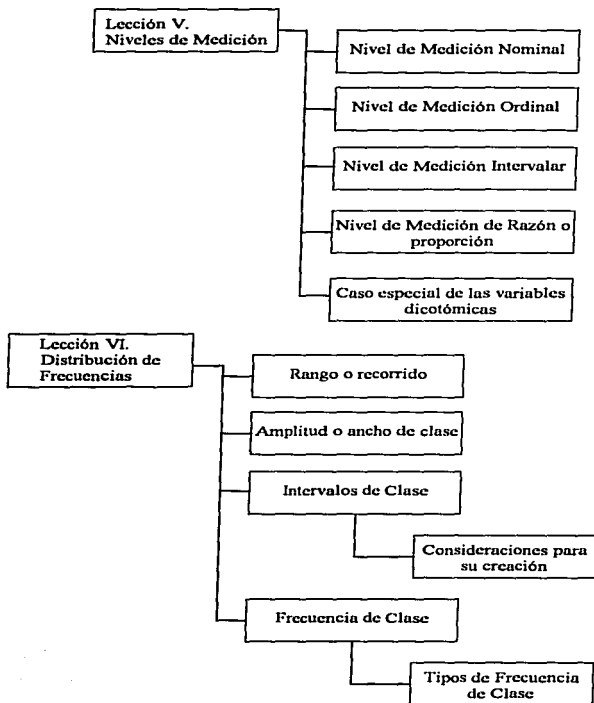 Lección V.
Niveles de Medición
Nivel de Medición Nominal
Nivel de Medición Ordinal
Nivel de Medición Intervalar
Nivel de Medición de Razón o
proporción
Caso especial de las variables
dicotómicas
Lección VI.
Distribución de
Frecuencias
Rango o recorrido
Amplitud o ancho de clase
Intervalos de Clase
Consideraciones para
su creación
Frecuencia de Clase
Tipos de Frecuencia
de Clase